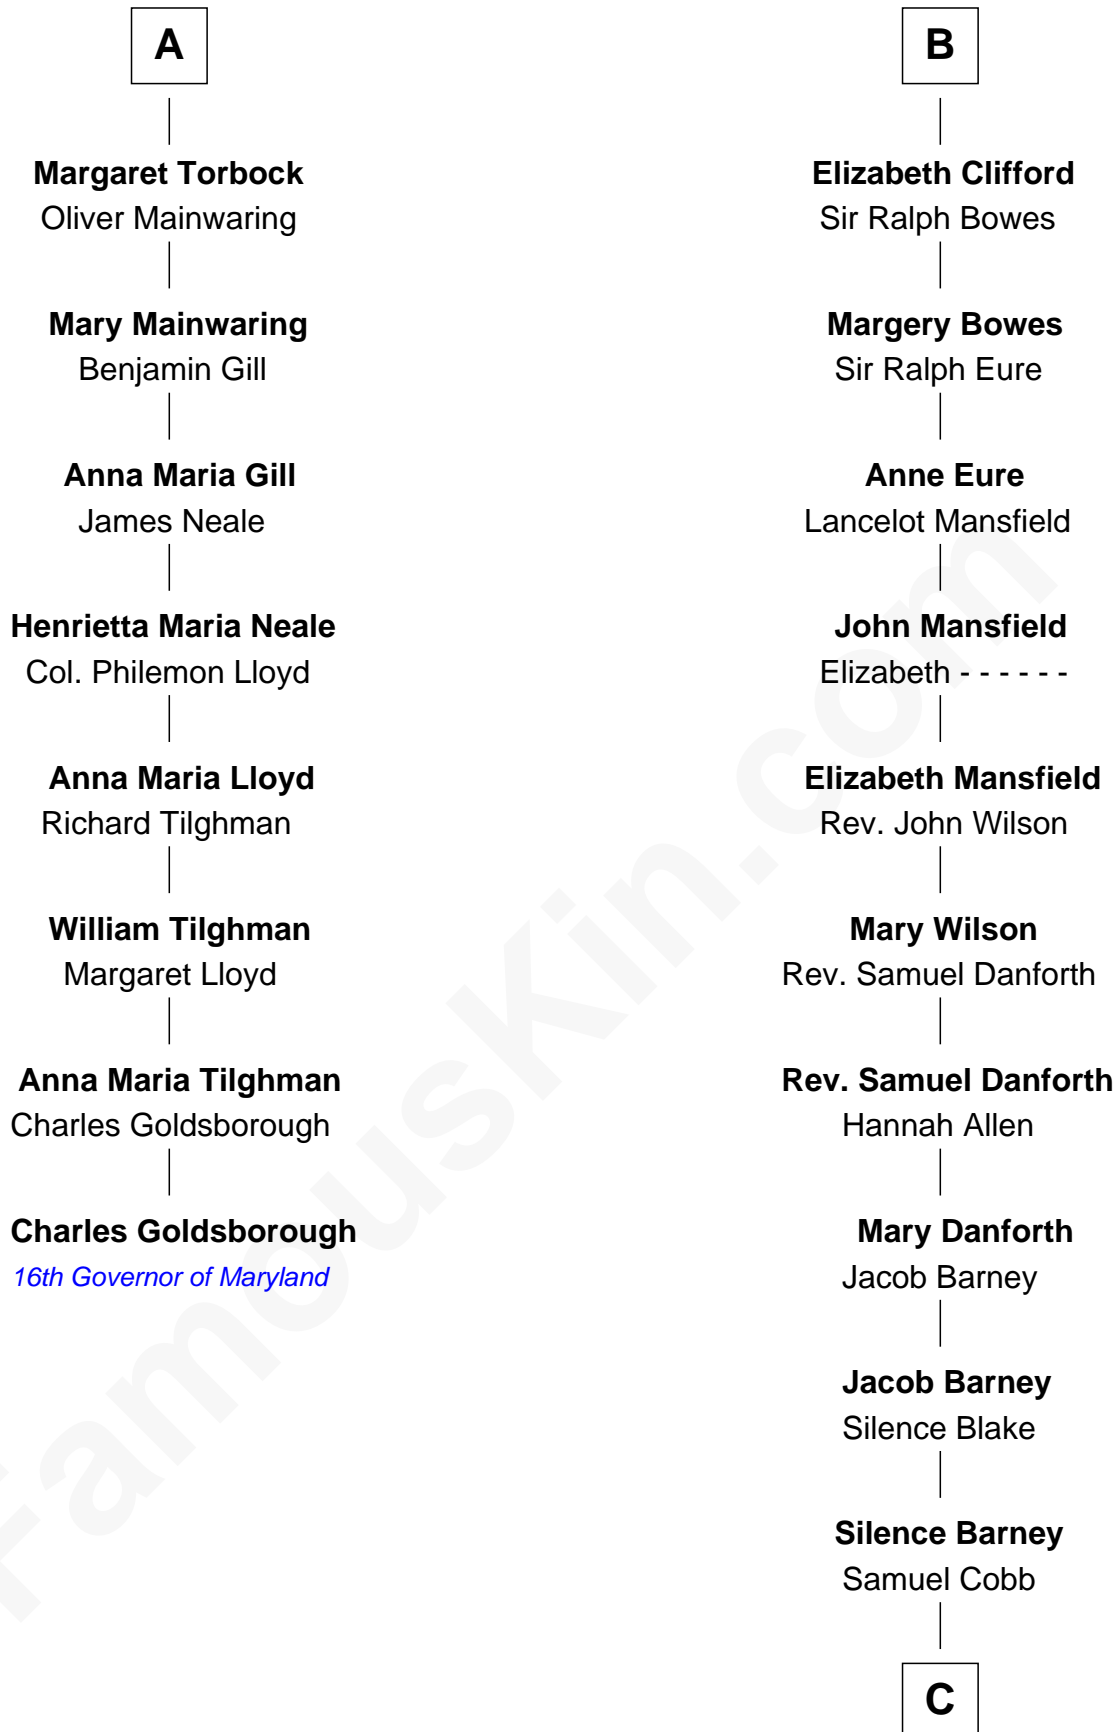 A
Margaret Torbock
Oliver Mainwaring
Mary Mainwaring
Benjamin Gill
Anna Maria Gill
James Neale
Henrietta Maria Neale
Col. Philemon Lloyd
Anna Maria Lloyd
Richard Tilghman
William Tilghman
Margaret Lloyd
Anna Maria Tilghman
Charles Goldsborough
Charles Goldsborough
16th Governor of Maryland
B
Elizabeth Clifford
Sir Ralph Bowes
Margery Bowes
Sir Ralph Eure
Anne Eure
Lancelot Mansfield
John Mansfield
Elizabeth - - - - - -
Elizabeth Mansfield
Rev. John Wilson
Mary Wilson
Rev. Samuel Danforth
Rev. Samuel Danforth
Hannah Allen
Mary Danforth
Jacob Barney
Jacob Barney
Silence Blake
Silence Barney
Samuel Cobb
C
FamousKin.com